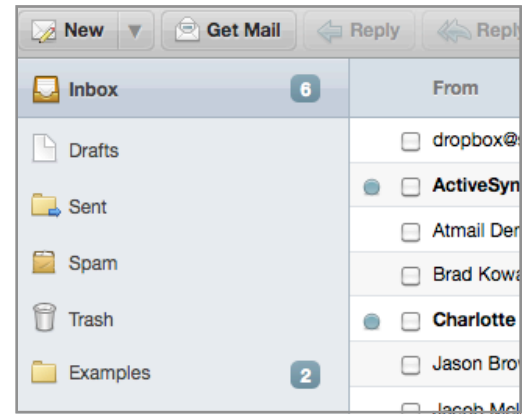 New Get Mail Reply Reply
Inbox 6
Drafts
Sent
Spam
Trash
Examples 2
From
dropbox@
ActiveSyn
Atmail Der
Brad Kowa
Charlotte
Jason Bro